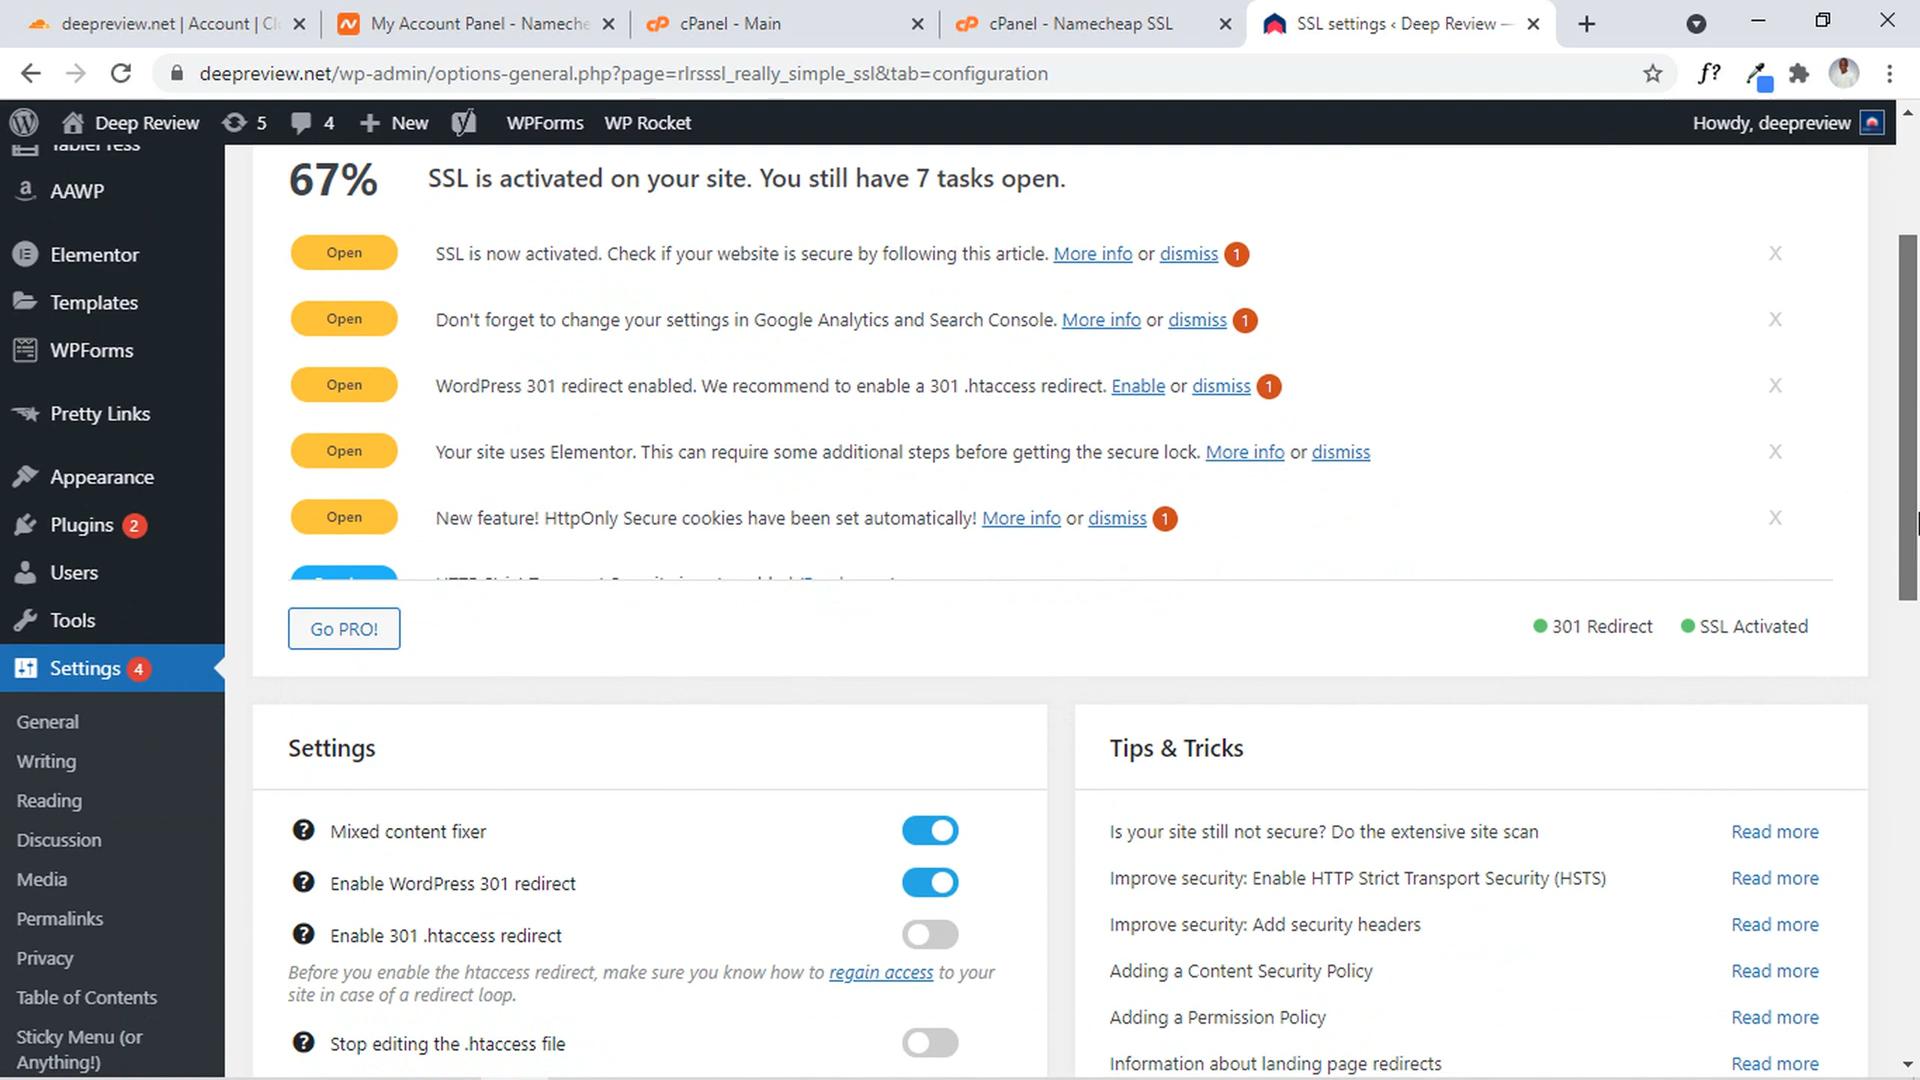 deepreview.net | Account | Cl
My Account Panel - Nameche
cPanel - Main
cPanel - Namecheap SSL
SSL settings ‹ Deep Review —
deepreview.net/wp-admin/options-general.php?page=rlrsssl_really_simple_ssl&tab=configuration
f?
Deep Review
5
4
New
WPForms
WP Rocket
Howdy, deepreview
TablePress
AAWP
Elementor
Templates
WPForms
Pretty Links
Appearance
Plugins 2
Users
Tools
Settings 4
General
Writing
Reading
Discussion
Media
Permalinks
Privacy
Table of Contents
Sticky Menu (or
Anything!)
67% SSL is activated on your site. You still have 7 tasks open.
Open SSL is now activated. Check if your website is secure by following this article. More info or dismiss 1 X
Open Don't forget to change your settings in Google Analytics and Search Console. More info or dismiss 1 X
Open WordPress 301 redirect enabled. We recommend to enable a 301 .htaccess redirect. Enable or dismiss 1 X
Open Your site uses Elementor. This can require some additional steps before getting the secure lock. More info or dismiss X
Open New feature! HttpOnly Secure cookies have been set automatically! More info or dismiss 1 X
Go PRO!
301 Redirect SSL Activated
Settings
Mixed content fixer
Enable WordPress 301 redirect
Enable 301 .htaccess redirect
Before you enable the htaccess redirect, make sure you know how to regain access to your
site in case of a redirect loop.
Stop editing the .htaccess file
Tips & Tricks
Is your site still not secure? Do the extensive site scan Read more
Improve security: Enable HTTP Strict Transport Security (HSTS) Read more
Improve security: Add security headers Read more
Adding a Content Security Policy Read more
Adding a Permission Policy Read more
Information about landing page redirects Read more